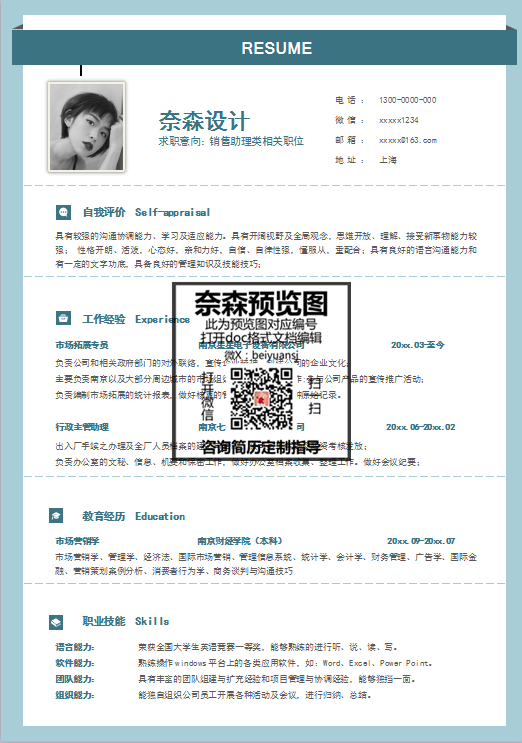 RESUME
奈森设计
求职意向: 销售助理类相关职位
电 话 : 1300-0000-000
微 信 : xxxxx1234
邮 箱 : xxxxx@163.com
地 址 : 上海
自我评价 Self-appraisal
具有较强的沟通协调能力、学习及适应能力。具有开阔视野及全局观念，思维开放、理解、接受新事物能力较
强； 性格开朗、活泼，心态好，亲和力好，自信、自律性强，懂服从，重配合；具有良好的语言沟通能力和
有一定的文字功底，具备良好的管理知识及技能技巧；
工作经验 Experience
市场拓展专员 南京星星电子设备有限公司 20xx.03-至今
负责公司和相关政府部门的对外联络，宣传企业
的企业文化；
主要负责南京以及大部分周边城市的市场组
参与公司产品的宣传推广活动；
负责编制市场拓展的统计报表，做好核准的
原始记录。
行政主管助理 南京七 司 20xx.06-20xx.02
出入厂手续之办理及全厂人员档案的建
资考核发放；
负责办公室的文秘、信息、机要和保密工作，做好办公室档案收集、整理工作。做好会议纪要；
奈森预览图
此为预览图对应编号
打开doc格式文档编辑
微X : beiyuansj
打开微信
扫一扫
咨询简历定制指导
教育经历 Education
市场营销学 南京财经学院（本科） 20xx.09-20xx.07
市场营销学、管理学、经济法、国际市场营销、管理信息系统、统计学、会计学、财务管理、广告学、国际金
融、营销策划案例分析、消费者行为学、商务谈判与沟通技巧
职业技能 Skills
语言能力: 荣获全国大学生英语竞赛一等奖，能够熟练的进行听、说、读、写。
软件能力: 熟练操作 windows 平台上的各类应用软件，如：Word、Excel、Power Point。
团队能力: 具有丰富的团队组建与扩充经验和项目管理与协调经验，能够独挡一面。
组织能力: 能独自组织公司员工开展各种活动及会议，进行归纳、总结。